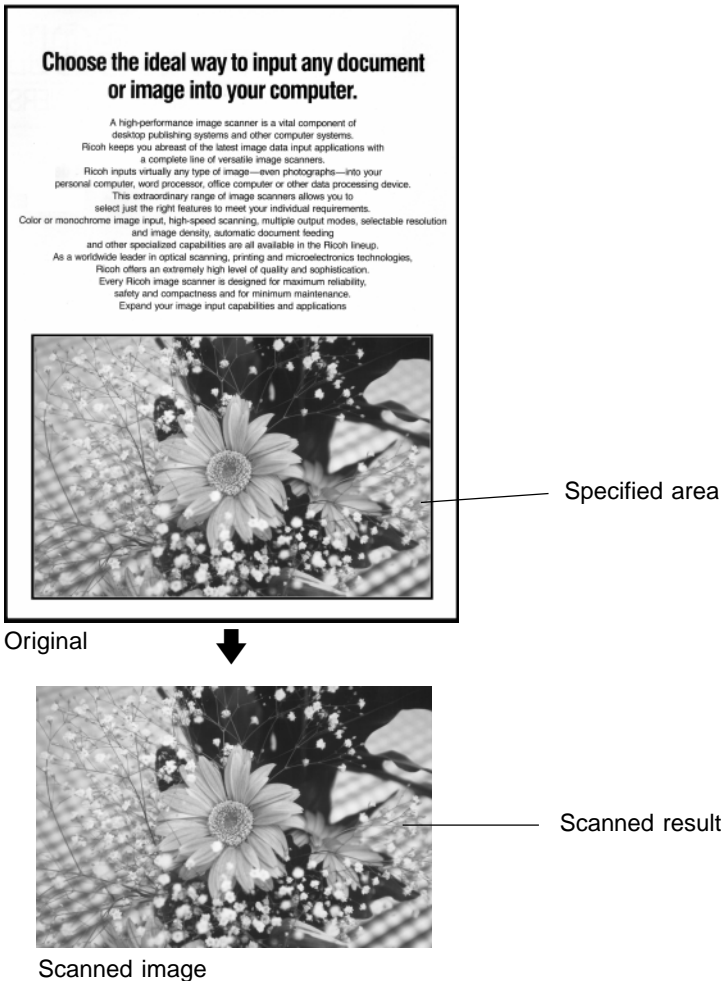 Choose the ideal way to input any document
or image into your computer.
A high-performance image scanner is a vital component of
desktop publishing systems and other computer systems.
Ricoh keeps you abreast of the latest image data input applications with
a complete line of versatile image scanners.
Ricoh inputs virtually any type of image—even photographs—into your
personal computer, word processor, office computer or other data processing device.
This extraordinary range of image scanners allows you to
select just the right features to meet your individual requirements.
Color or monochrome image input, high-speed scanning, multiple output modes, selectable resolution
and image density, automatic document feeding
and other specialized capabilities are all available in the Ricoh lineup.
As a worldwide leader in optical scanning, printing and microelectronics technologies,
Ricoh offers an extremely high level of quality and sophistication.
Every Ricoh image scanner is designed for maximum reliability,
safety and compactness and for minimum maintenance.
Expand your image input capabilities and applications
Specified area
Original
Scanned result
Scanned image